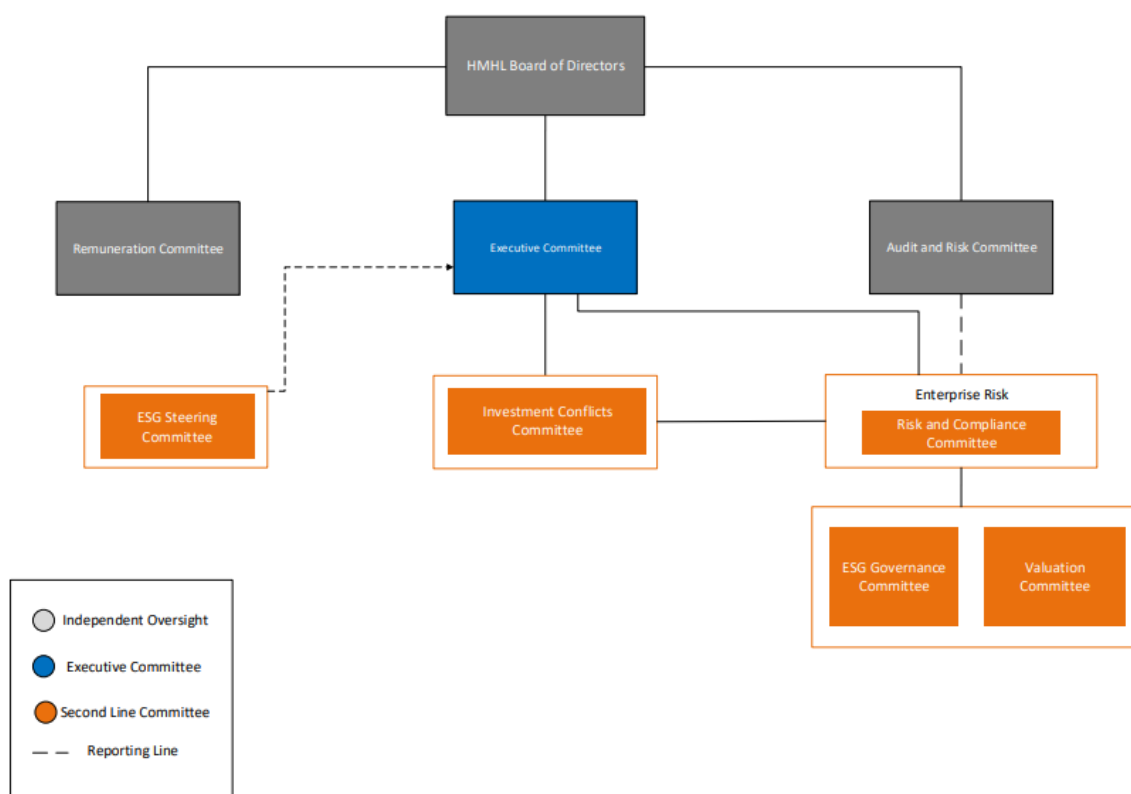 HMHL Board of Directors
Remuneration Committee
Executive Committee
Audit and Risk Committee
ESG Steering
Committee
Investment Conflicts
Committee
Enterprise Risk
Risk and Compliance
Committee
ESG Governance
Committee
Valuation
Committee
Independent Oversight
Executive Committee
Second Line Committee
Reporting Line